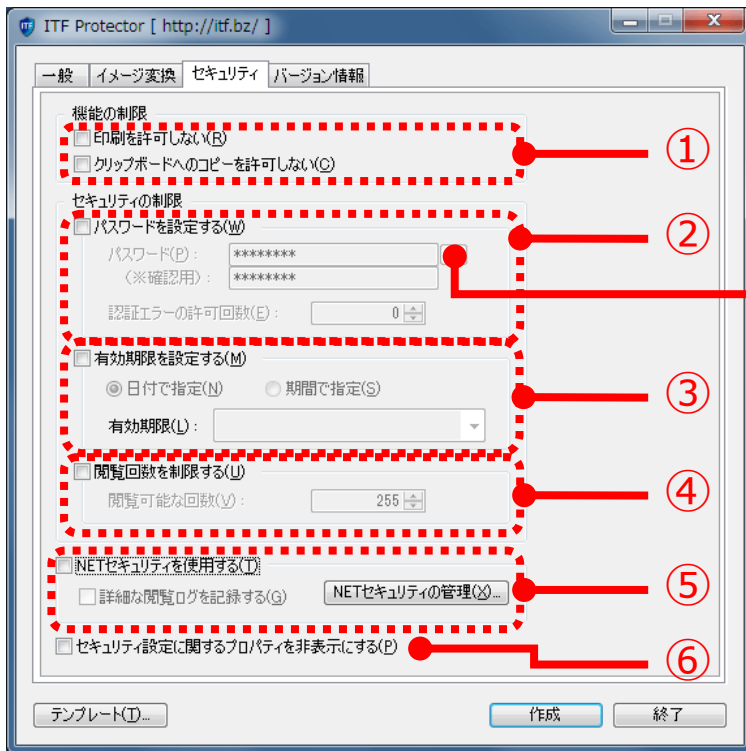 ITF Protector [ http://itf.bz/ ]
一般 イメージ変換 セキュリティ バージョン情報
機能の制限
印刷を許可しない(R)
クリップボードへのコピーを許可しない(C)
①
セキュリティの制限
パスワードを設定する(W)
②
パスワード(P): ********
(※確認用): ********
認証エラーの許可回数(E): 0
有効期限を設定する(M)
日付で指定(N) 期間で指定(S)
③
有効期限(L):
閲覧回数を制限する(U)
閲覧可能な回数(V): 255
④
NETセキュリティを使用する(T)
詳細な閲覧ログを記録する(G) NETセキュリティの管理(X)...
⑤
セキュリティ設定に関するプロパティを非表示にする(P)
⑥
テンプレート(T)... 作成 終了